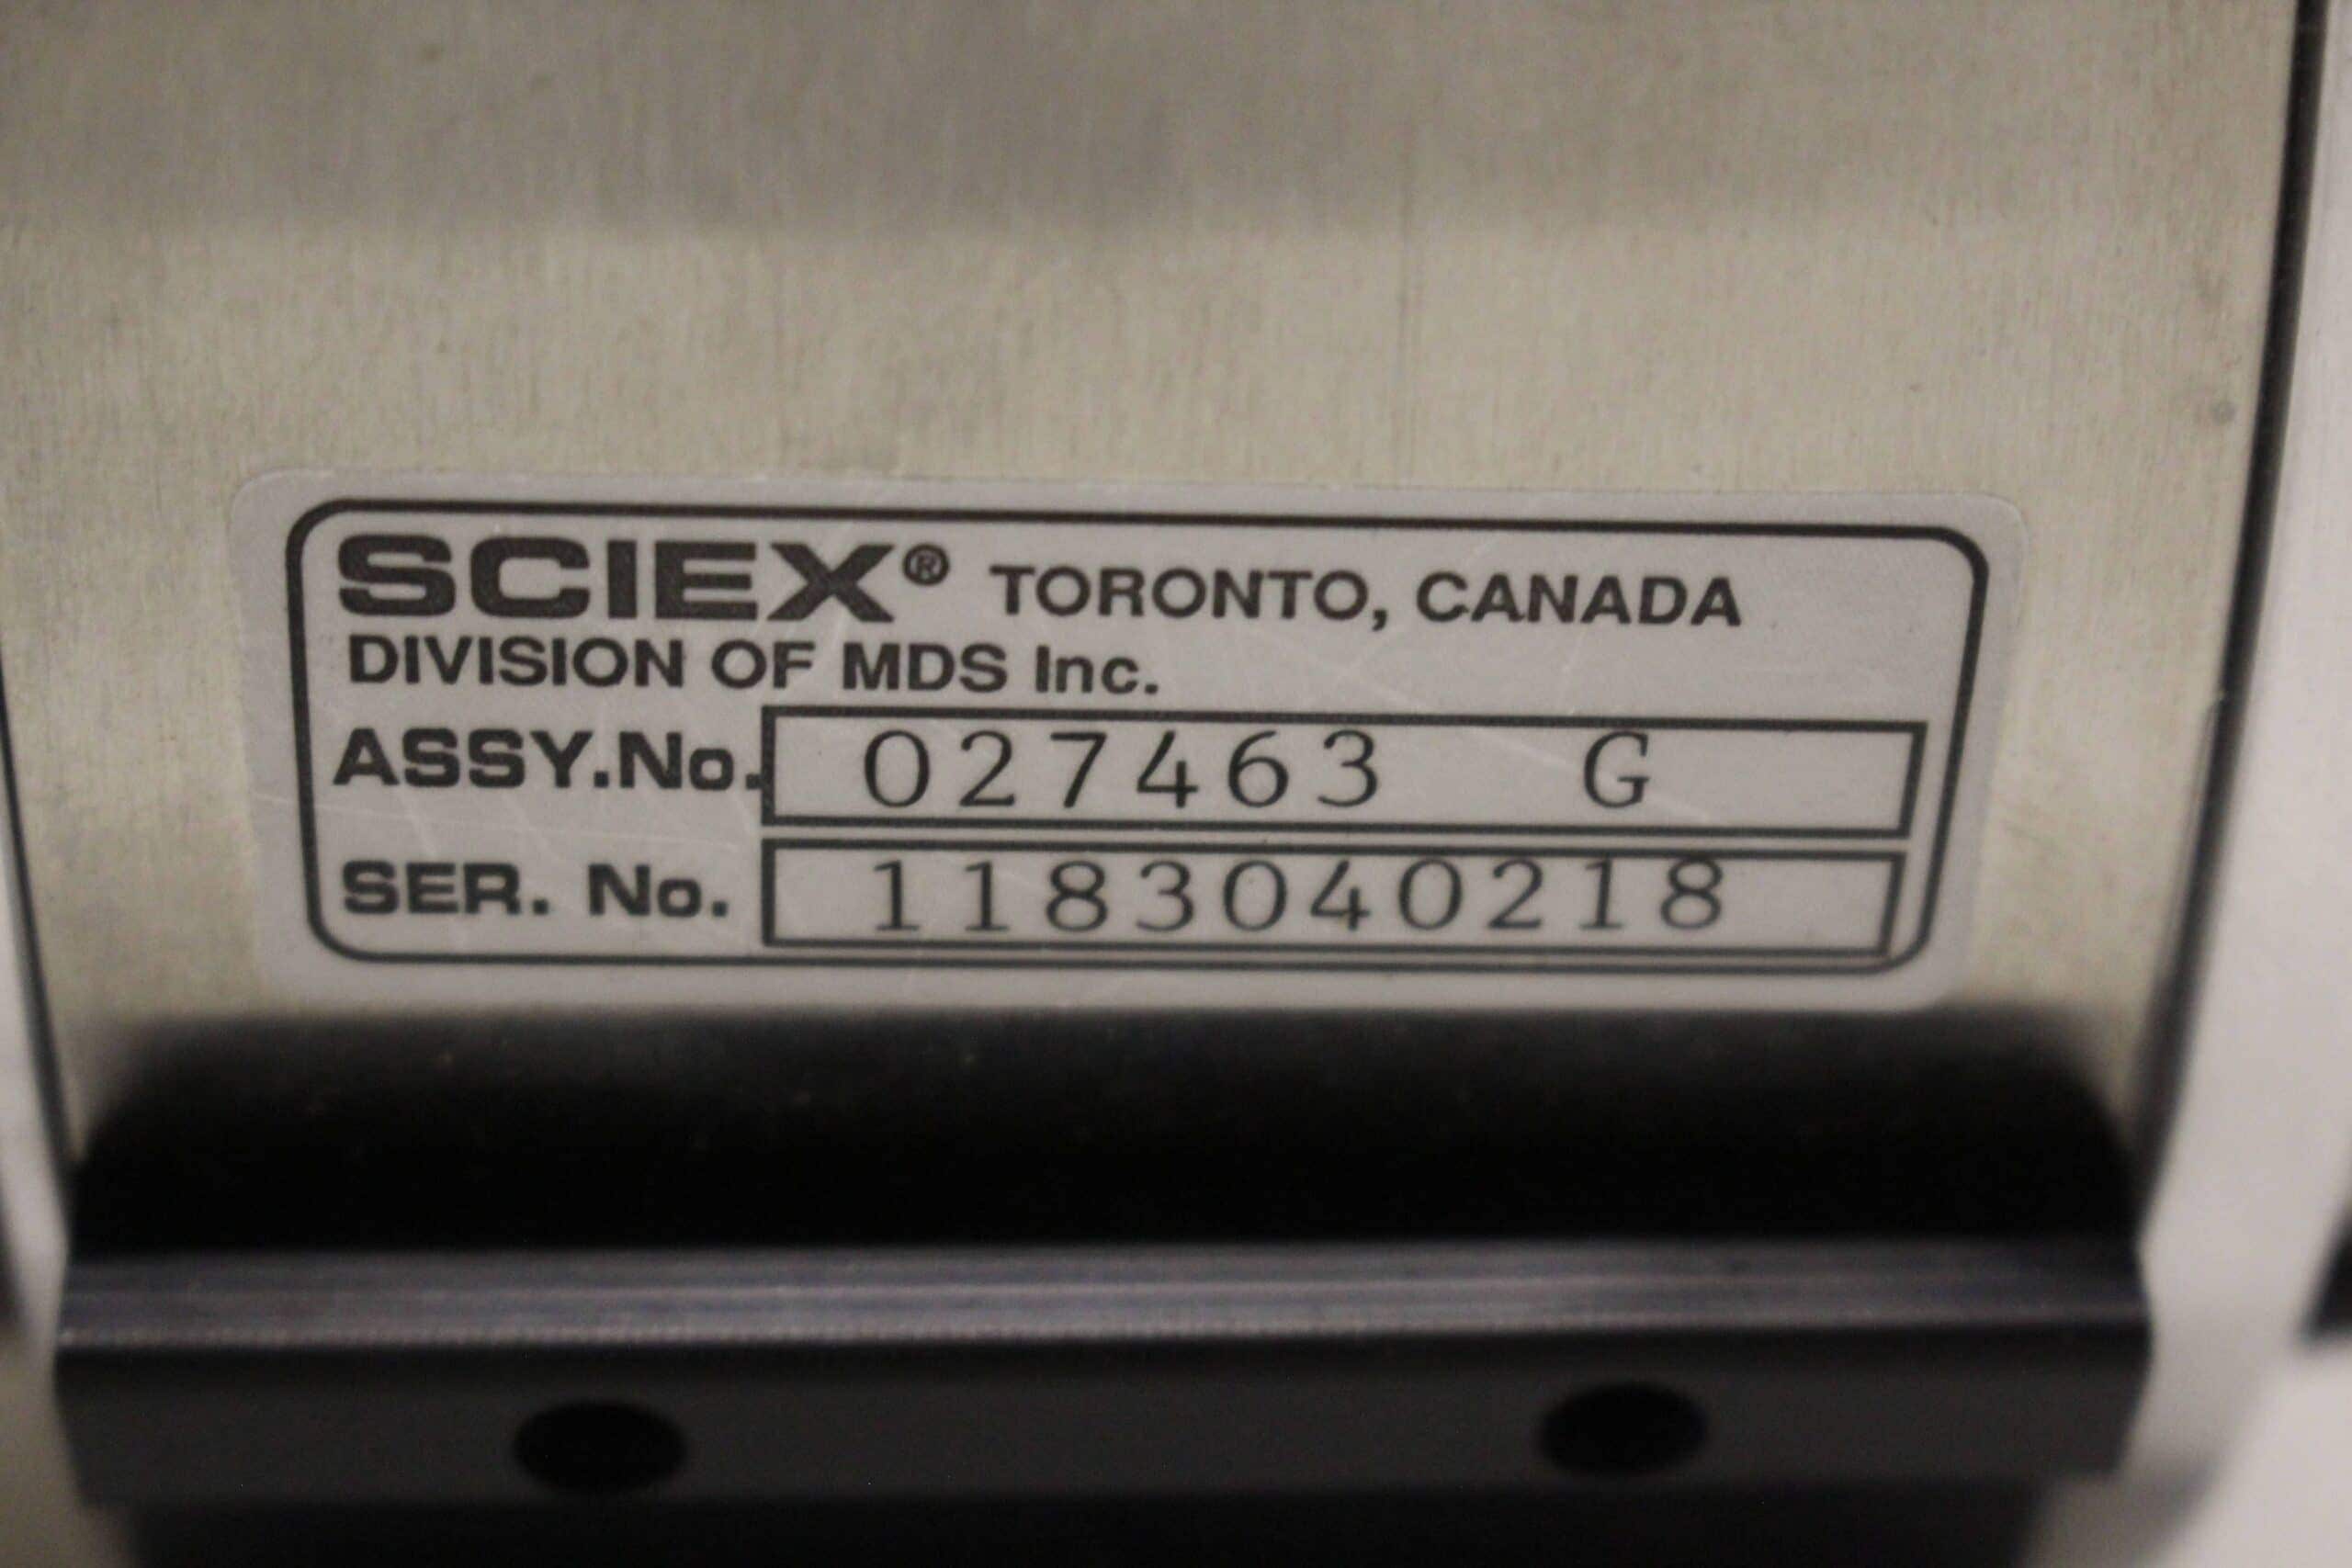 SCIEX® TORONTO, CANADA
DIVISION OF MDS Inc.
ASSY.No. 027463 G
SER. No. 1183040218